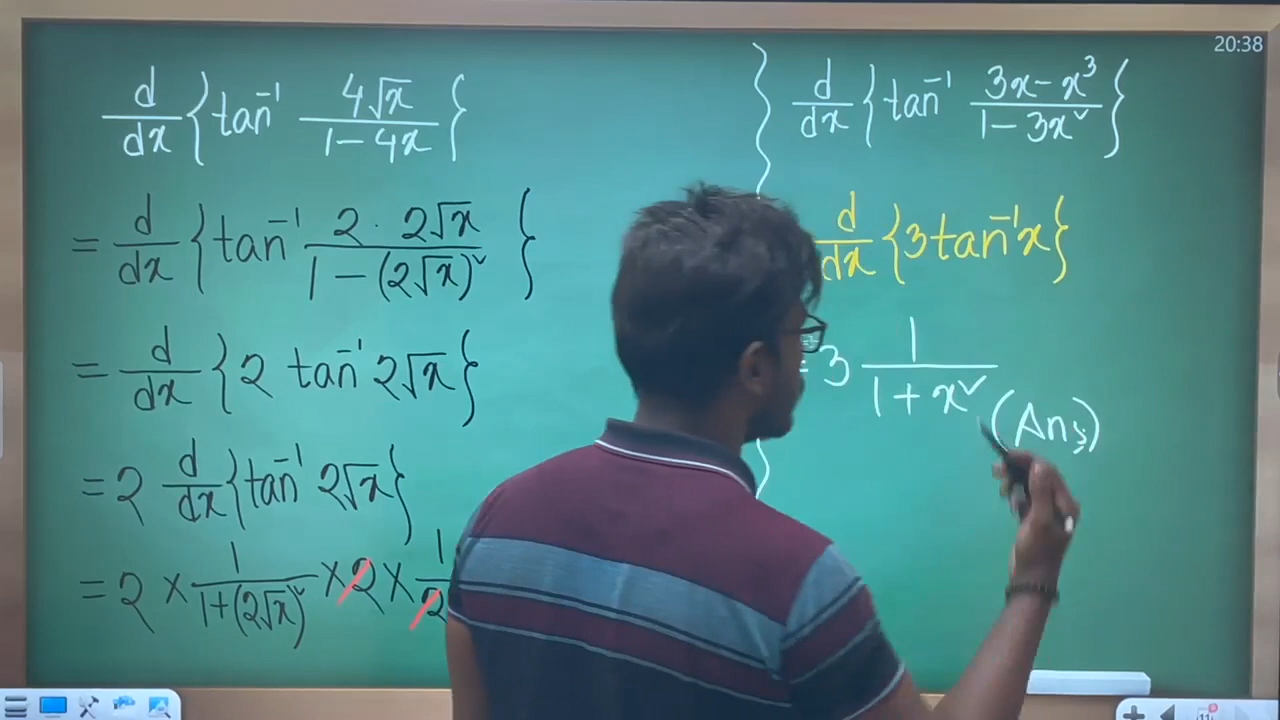 20:38
d/dx {tan⁻¹ 4√x / 1-4x}
= d/dx {tan⁻¹ 2·2√x / 1-(2√x)²}
= d/dx {2 tan⁻¹ 2√x}
= 2 d/dx {tan⁻¹ 2√x}
= 2 × 1/1+(2√x)² × 2 × 1/2
d/dx {tan⁻¹ 3x-x³ / 1-3x²}
d/dx {3tan⁻¹x}
= 3 1/1+x² (Ans)